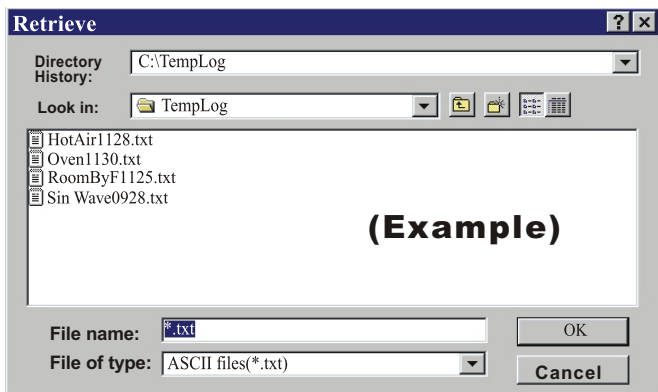 Retrieve ? ×
Directory History: C:\TempLog
Look in: TempLog
HotAir1128.txt
Oven1130.txt
RoomByF1125.txt
Sin Wave0928.txt
(Example)
File name: *.txt OK
File of type: ASCII files(*.txt) Cancel